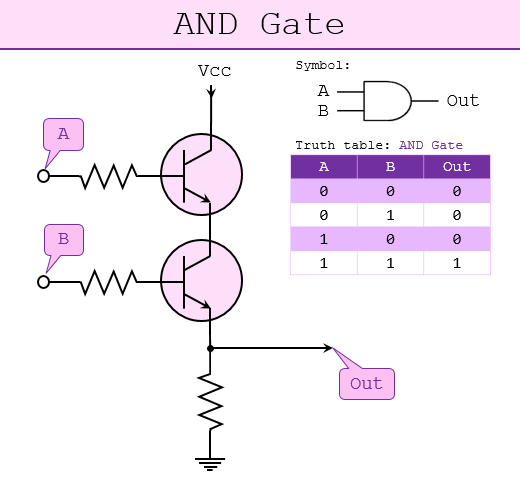 AND Gate
Vcc
A
B
Out
Symbol:
A
B
Out
Truth table: AND Gate
A B Out
0 0 0
0 1 0
1 0 0
1 1 1